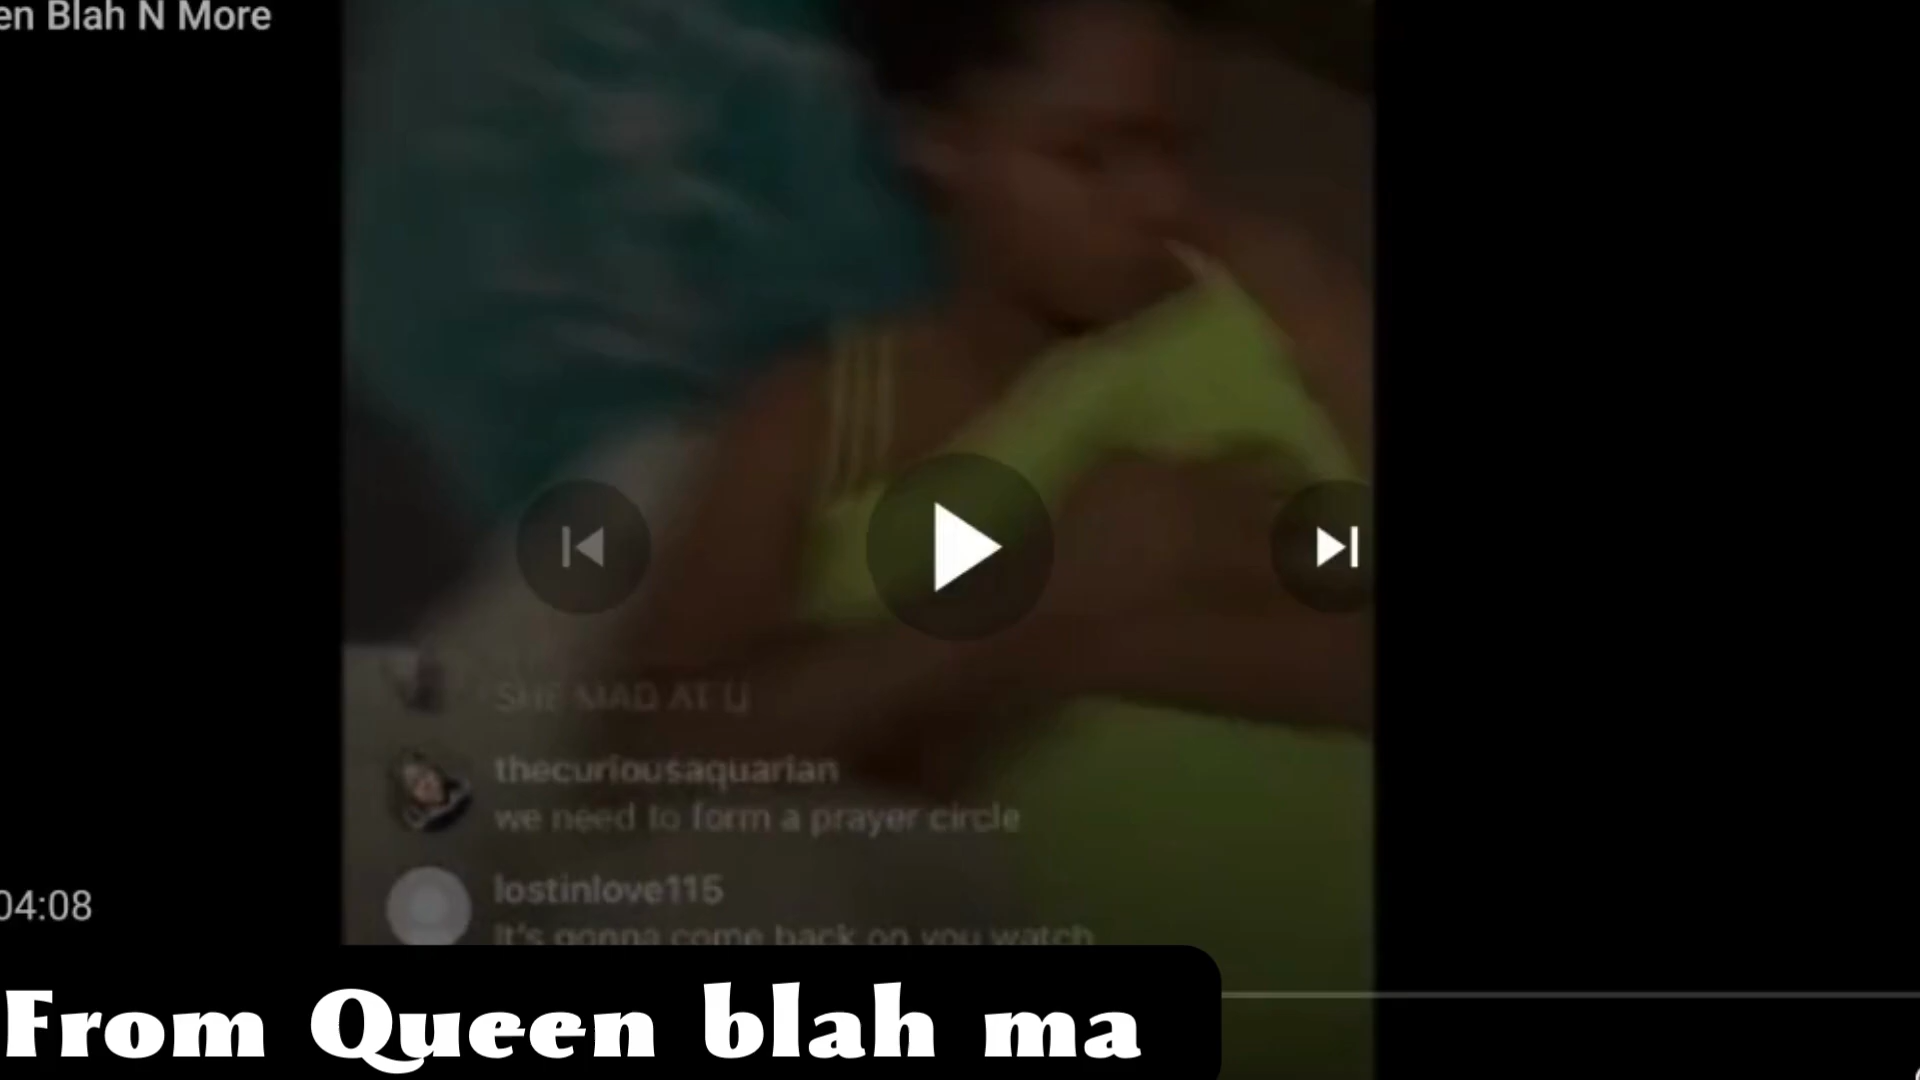 en Blah N More
SHE MAD AT U
thecuriousaquarian
we need to form a prayer circle
lostinlove115
It's gonna come back on you watch
04:08
From Queen blah ma